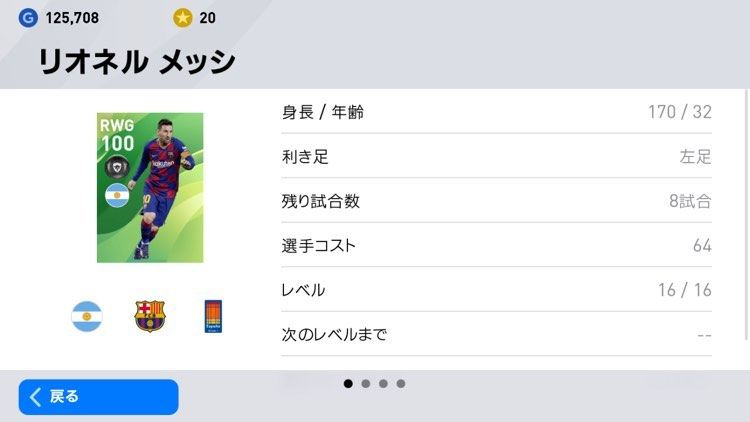 125,708
20
リオネル メッシ
RWG
100
Rakuten
身長 / 年齢 170 / 32
利き足 左足
残り試合数 8試合
選手コスト 64
レベル 16 / 16
次のレベルまで --
戻る